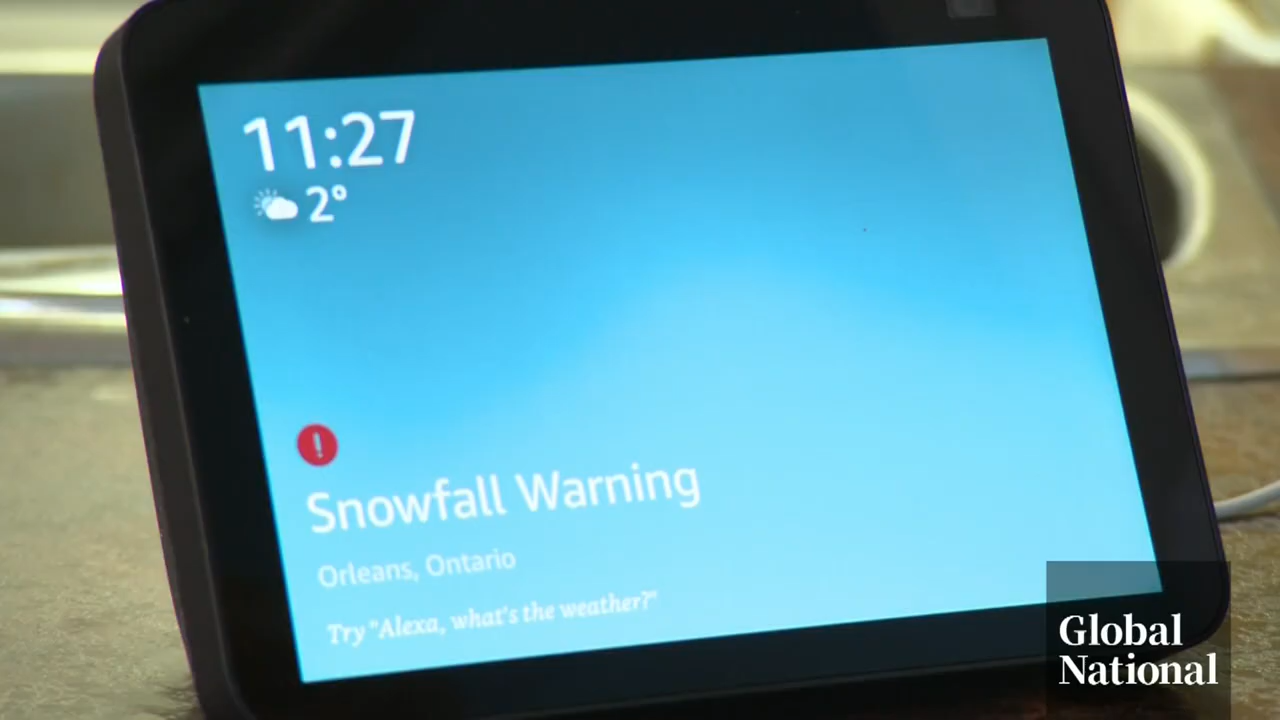 11:27
2°
Snowfall Warning
Orleans, Ontario
Try "Alexa, what's the weather?"
Global
National